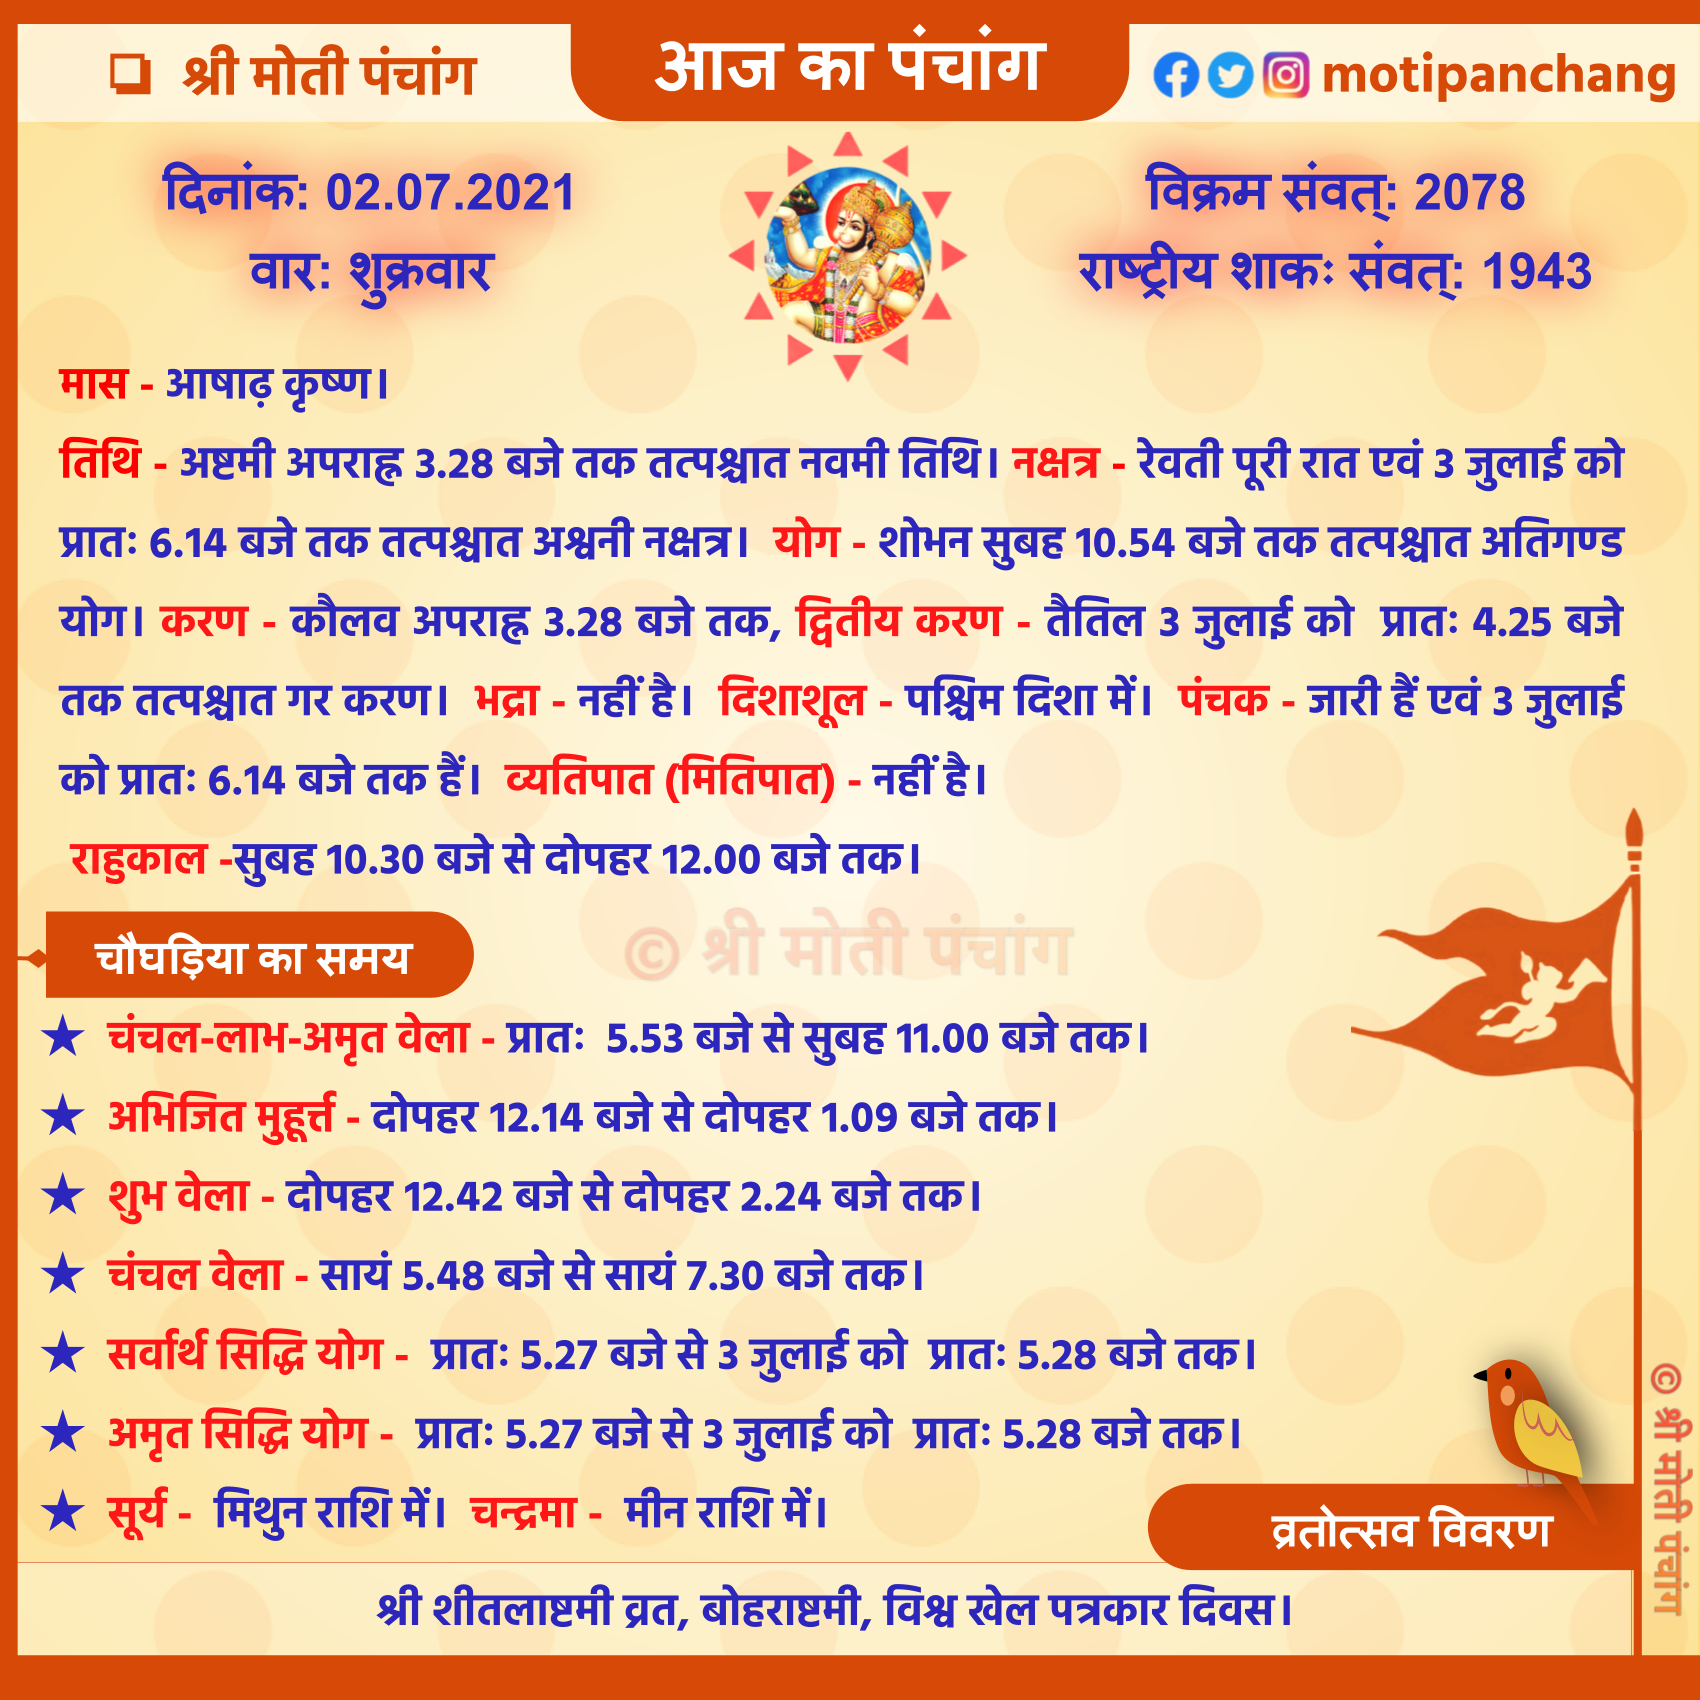 ❏ श्री मोती पंचांग
आज का पंचांग
motipanchang
दिनांक: 02.07.2021
वार: शुक्रवार
विक्रम संवत्: 2078
राष्ट्रीय शाकः संवत्: 1943
मास - आषाढ़ कृष्ण।
तिथि - अष्टमी अपराह्न 3.28 बजे तक तत्पश्चात नवमी तिथि। नक्षत्र - रेवती पूरी रात एवं 3 जुलाई को
प्रातः 6.14 बजे तक तत्पश्चात अश्वनी नक्षत्र। योग - शोभन सुबह 10.54 बजे तक तत्पश्चात अतिगण्ड
योग। करण - कौलव अपराह्न 3.28 बजे तक, द्वितीय करण - तैतिल 3 जुलाई को प्रातः 4.25 बजे
तक तत्पश्चात गर करण। भद्रा - नहीं है। दिशाशूल - पश्चिम दिशा में। पंचक - जारी हैं एवं 3 जुलाई
को प्रातः 6.14 बजे तक हैं। व्यतिपात (मितिपात) - नहीं है।
राहुकाल -सुबह 10.30 बजे से दोपहर 12.00 बजे तक।
© श्री मोती पंचांग
चौघड़िया का समय
★ चंचल-लाभ-अमृत वेला - प्रातः 5.53 बजे से सुबह 11.00 बजे तक।
★ अभिजित मुहूर्त्त - दोपहर 12.14 बजे से दोपहर 1.09 बजे तक।
★ शुभ वेला - दोपहर 12.42 बजे से दोपहर 2.24 बजे तक।
★ चंचल वेला - सायं 5.48 बजे से सायं 7.30 बजे तक।
★ सर्वार्थ सिद्धि योग - प्रातः 5.27 बजे से 3 जुलाई को प्रातः 5.28 बजे तक।
★ अमृत सिद्धि योग - प्रातः 5.27 बजे से 3 जुलाई को प्रातः 5.28 बजे तक।
★ सूर्य - मिथुन राशि में। चन्द्रमा - मीन राशि में।
व्रतोत्सव विवरण
श्री शीतलाष्टमी व्रत, बोहराष्टमी, विश्व खेल पत्रकार दिवस।
© श्री मोती पंचांग